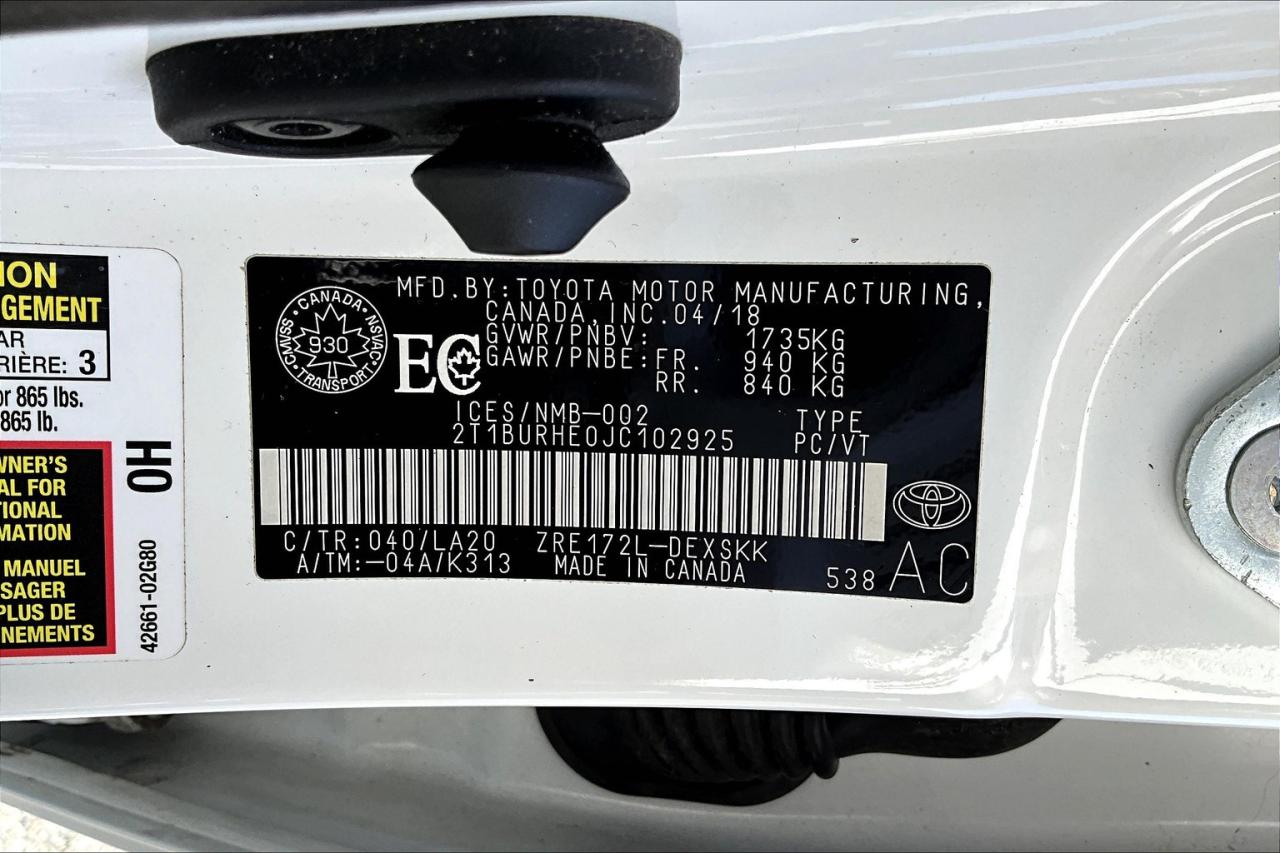 ION
GEMENT
AR
RIÈRE: 3
or 865 lbs.
865 lb.
WNER'S
AL FOR
TIONAL
MATION
MANUEL
SAGER
PLUS DE
NEMENTS
OH
42661-02G80
MFD.BY:TOYOTA MOTOR MANUFACTURING,
CANADA,INC.04/18
GVWR/PNBV: 1735KG
GAWR/PNBE:FR. 940 KG
RR. 840 KG
CANADA
CMVSS NSVAC
930
TRANSPORT
EC
ICES/NMB-002 TYPE
2T1BURHE0JC102925 PC/VT
C/TR:040/LA20 ZRE172L-DEXSKK
A/TM:-04A/K313 MADE IN CANADA 538 AC